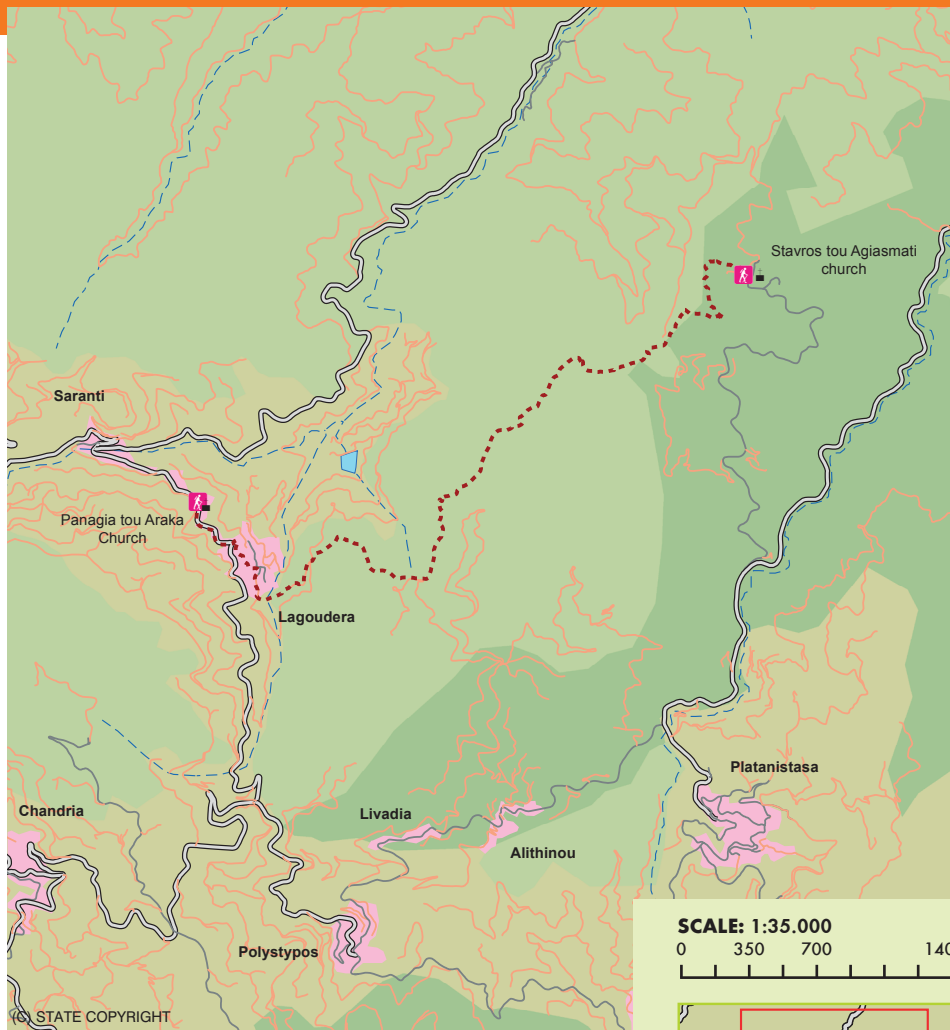 Stavros tou Agiasmati
church
Saranti
Panagia tou Araka
Church
Lagoudera
Platanistasa
Chandria
Livadia
Alithinou
Polystypos
SCALE: 1:35.000
0 350 700 140
(C) STATE COPYRIGHT